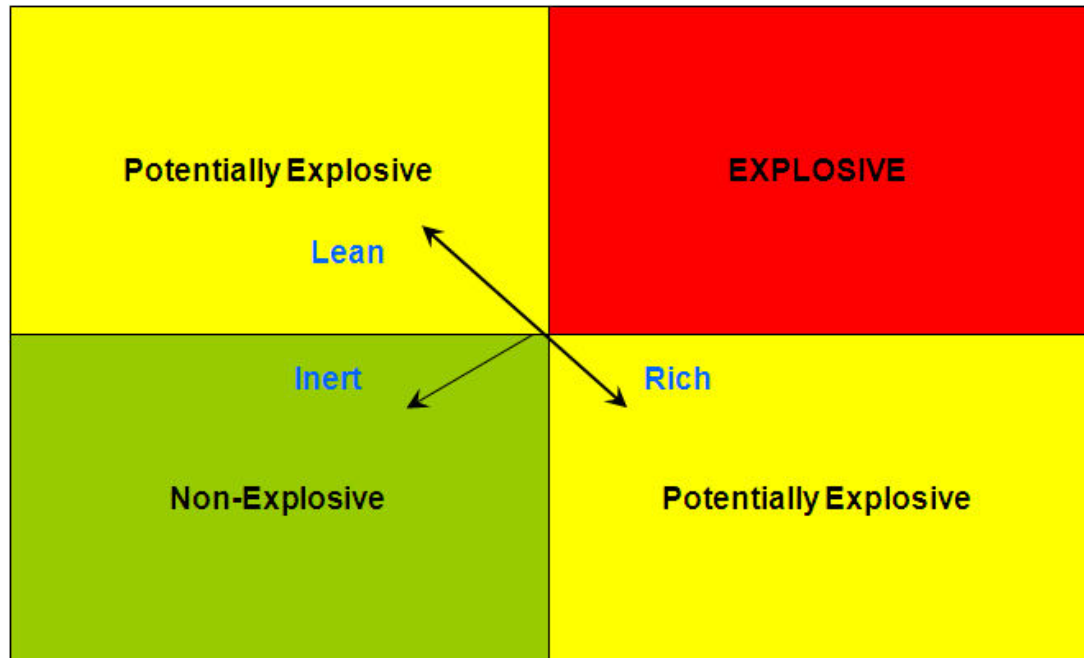 Potentially Explosive
EXPLOSIVE
Lean
Inert
Rich
Non-Explosive
Potentially Explosive